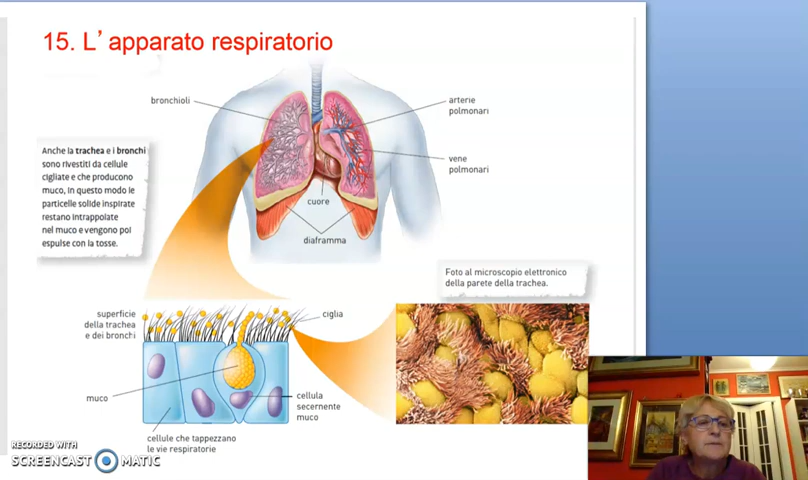 15. L'apparato respiratorio
bronchioli
arterie
polmonari
Anche la trachea e i bronchi
sono rivestiti da cellule
cigliate e che producono
muco, in questo modo le
particelle solide inspirate
restano intrappolate
nel muco e vengono poi
espulse con la tosse.
vene
polmonari
cuore
diaframma
Foto al microscopio elettronico
della parete della trachea.
superficie
della trachea
e dei bronchi
ciglia
muco
cellula
secernente
muco
cellule che tappezzano
le vie respiratorie
RECORDED WITH
SCREENCAST MATIC